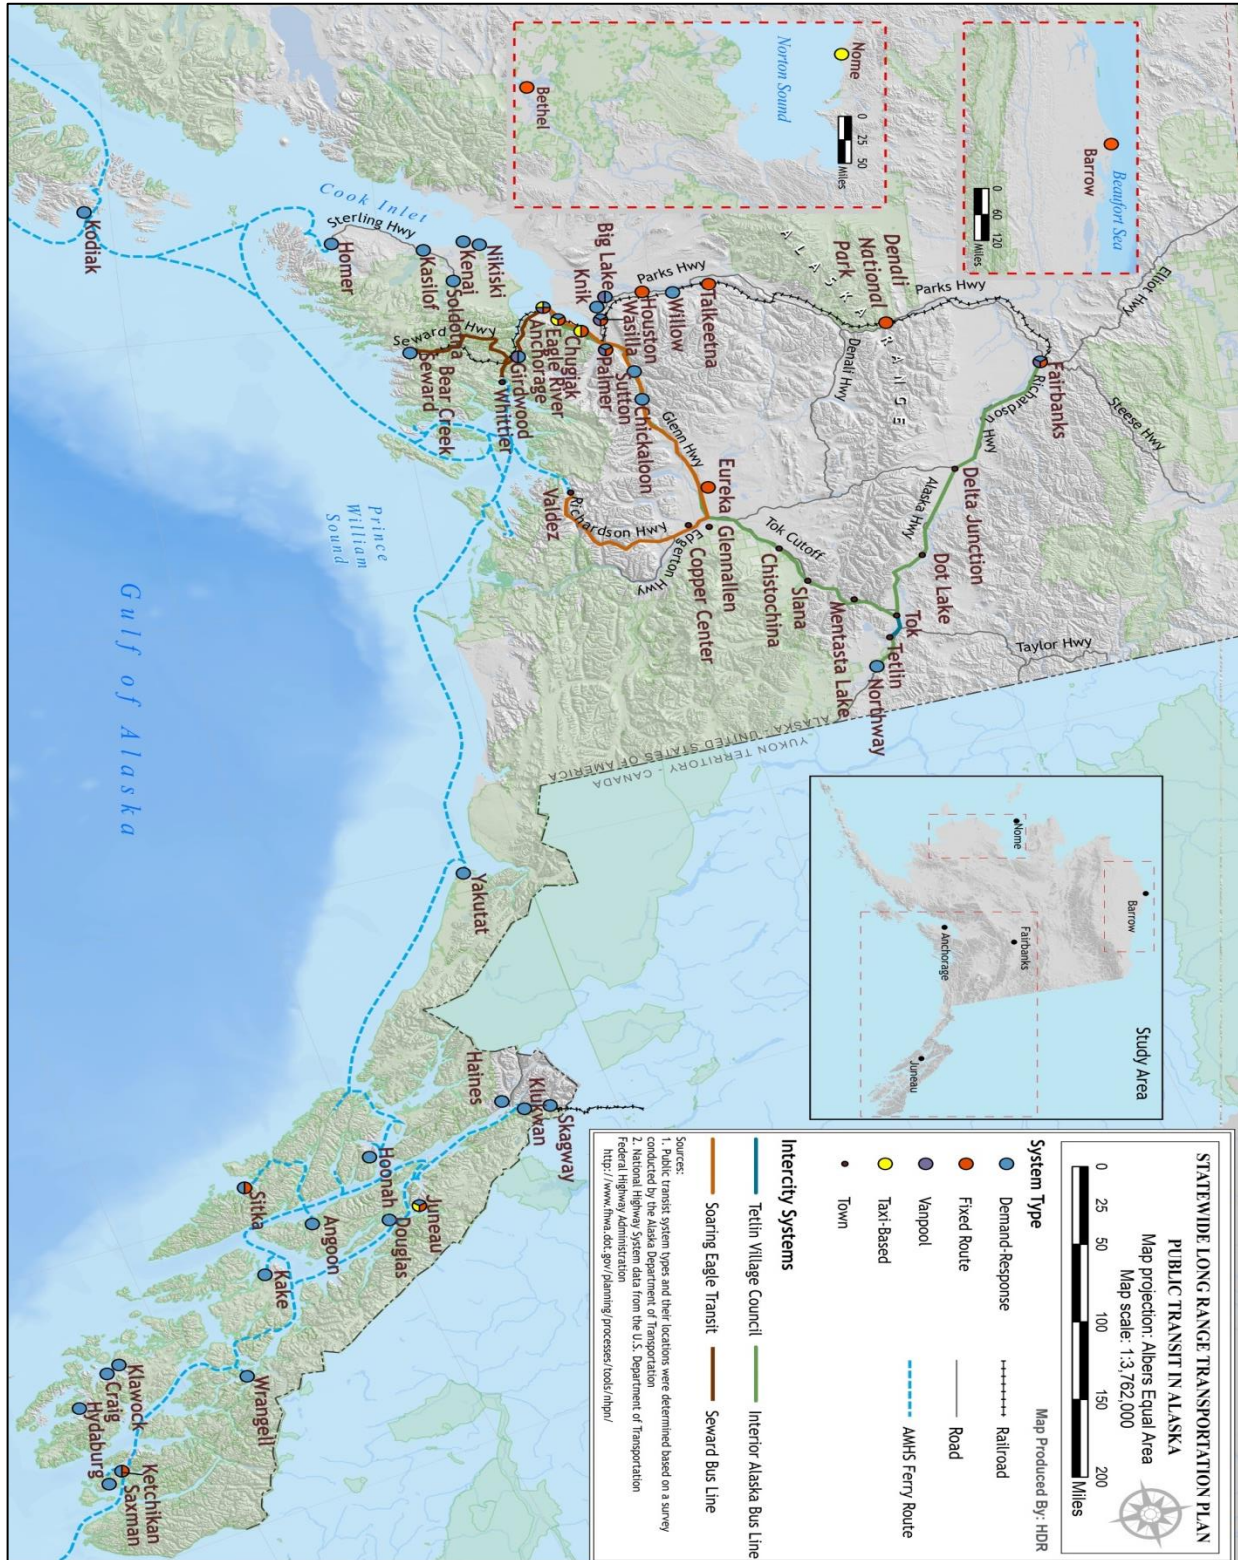 STATEWIDE LONG RANGE TRANSPORTATION PLAN
PUBLIC TRANSIT IN ALASKA
Map projection: Albers Equal Area
Map scale: 1:3,762,000
0 25 50 100 150 200
Miles
Map Produced By: HDR
System Type
Demand-Response
Fixed Route
Vanpool
Taxi-Based
Town
Railroad
Road
AMHS Ferry Route
Intercity Systems
Tetlin Village Council
Interior Alaska Bus Line
Soaring Eagle Transit
Seward Bus Line
Sources:
1. Public transist system types and their locations were determined based on a survey
conducted by the Alaska Department of Transportation
2. National Highway System data from the U.S. Department of Transportation
Federal Highway Administration
http://www.fhwa.dot.gov/planning/processes/tools/nhpn/
Study Area
Barrow
Nome
Fairbanks
Anchorage
Juneau
Beaufort Sea
Barrow
0 60 120
Miles
Nome
Norton Sound
Bethel
0 25 50
Miles
Elliot Hwy
Steese Hwy
Fairbanks
Richardson Hwy
Parks Hwy
Delta Junction
Alaska Hwy
Dot Lake
Tok
Tetlin
Northway
Taylor Hwy
Denali
National
Park
ALASKA RANGE
Denali Hwy
Mentasta Lake
Slana
Chistochina
Tok Cutoff
Glennallen
Copper Center
Edgerton Hwy
Eureka
Glenn Hwy
Talkeetna
Parks Hwy
Willow
Houston
Wasilla
Big Lake
Knik
Palmer
Sutton
Chickaloon
Chugiak
Eagle River
Anchorage
Girdwood
Whittier
Valdez
Richardson Hwy
Nikiski
Kenai
Soldotna
Kasilof
Sterling Hwy
Homer
Cook Inlet
Seward Hwy
Bear Creek
Seward
Kodiak
Prince
William
Sound
Gulf of Alaska
ALASKA - UNITED STATES OF AMERICA
YUKON TERRITORY - CANADA
Yakutat
Skagway
Klukwan
Haines
Juneau
Douglas
Hoonah
Angoon
Sitka
Kake
Wrangell
Klawock
Craig
Hydaburg
Ketchikan
Saxman